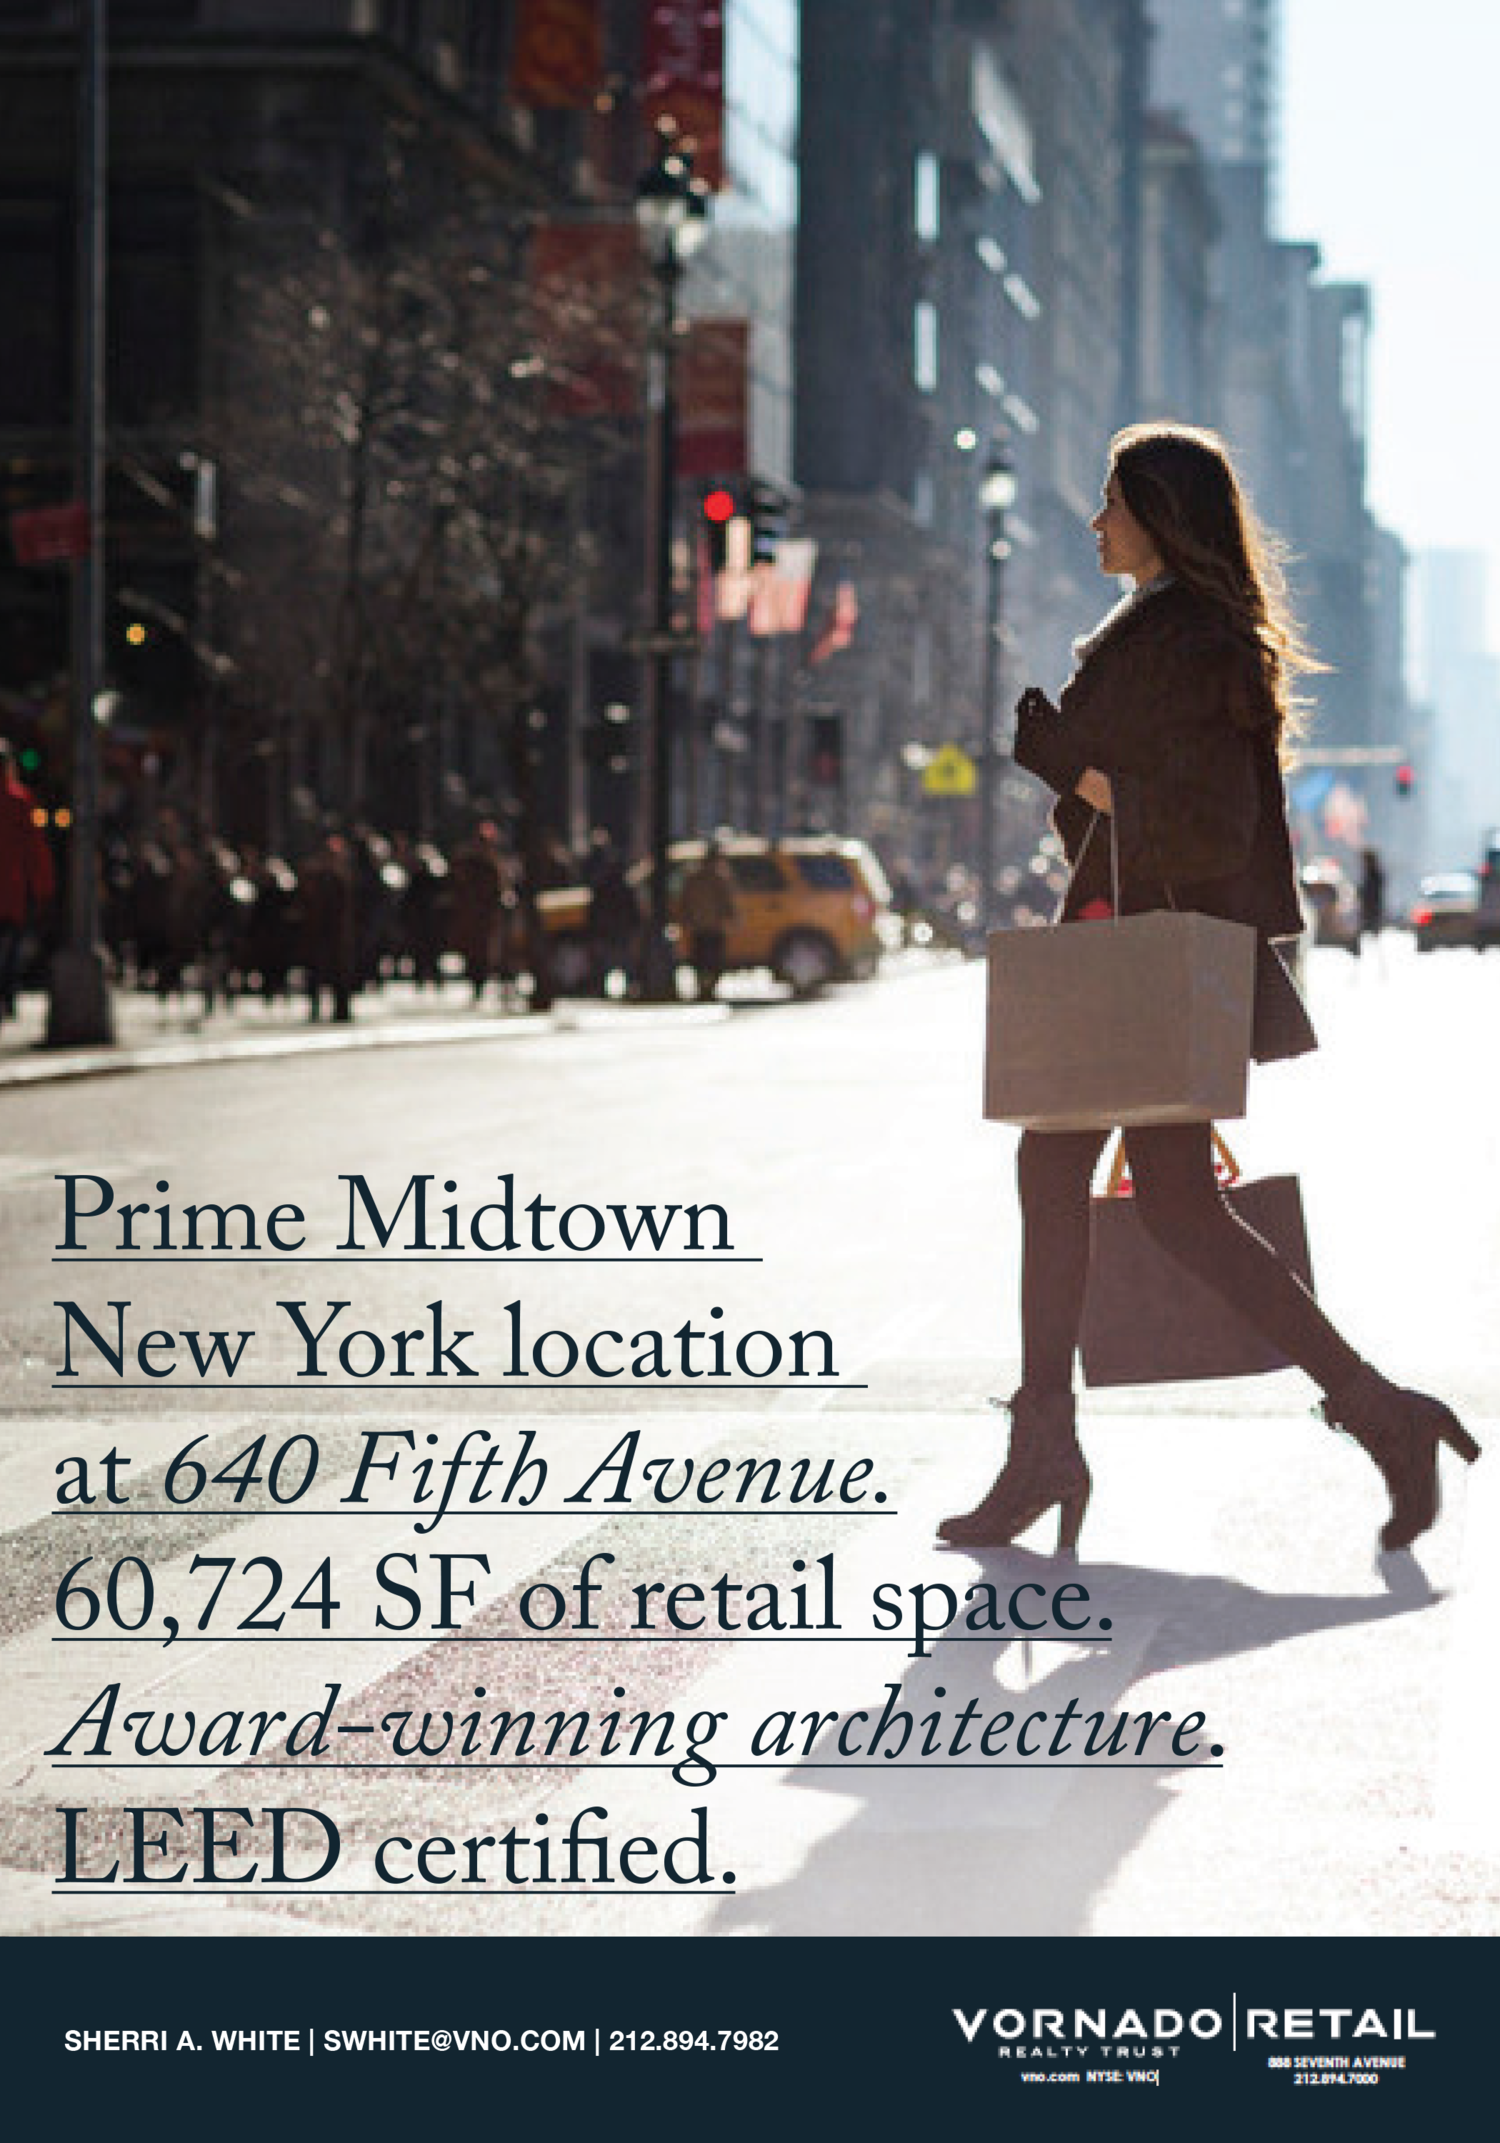 Prime Midtown
New York location
at 640 Fifth Avenue.
60,724 SF of retail space.
Award-winning architecture.
LEED certified.
SHERRI A. WHITE | SWHITE@VNO.COM | 212.894.7982
VORNADO | RETAIL
REALTY TRUST
vno.com NYSE: VNO|
888 SEVENTH AVENUE
212.894.7000